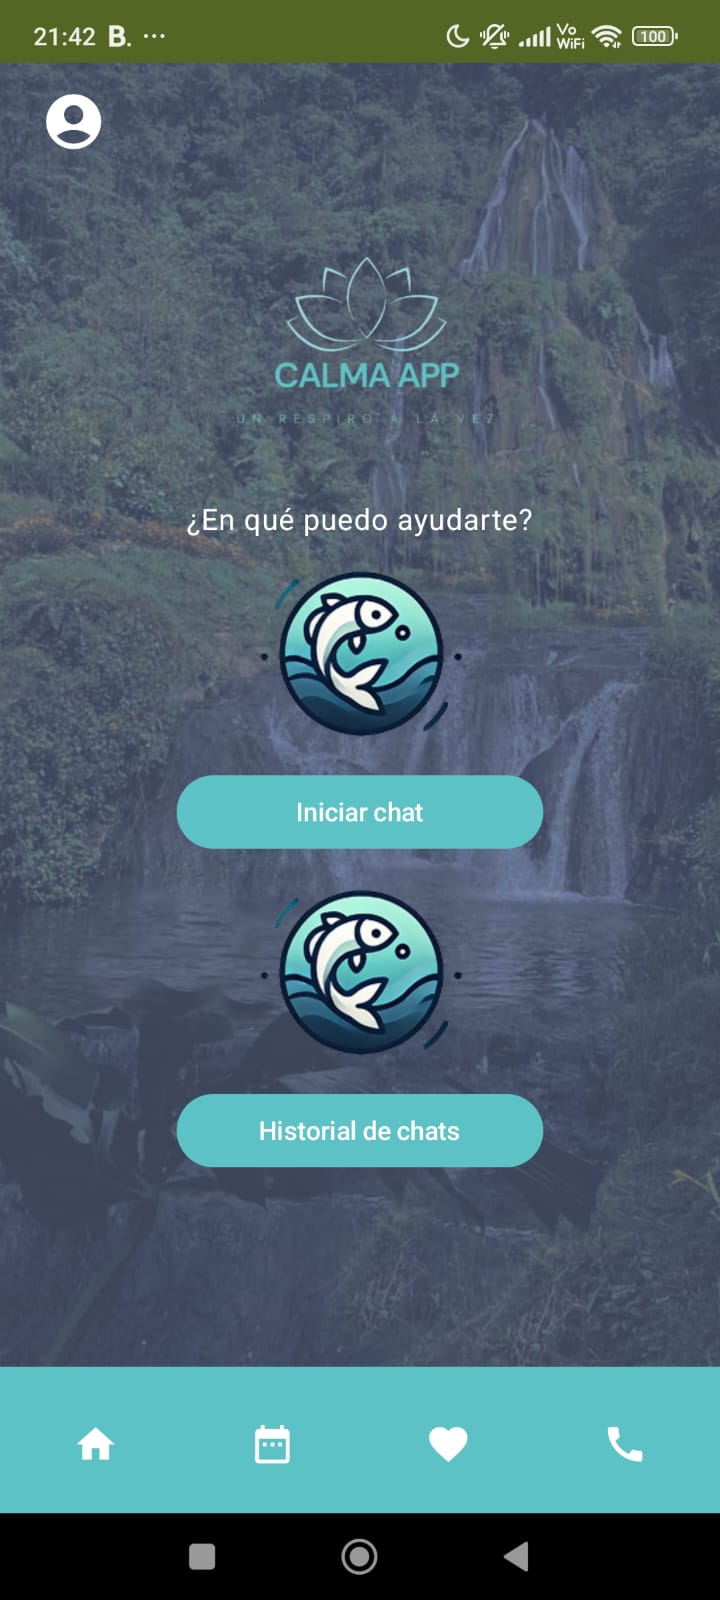 21:42 B. ...
Vo
WiFi
100
CALMA APP
UN RESPIRO A LA VEZ
¿En qué puedo ayudarte?
Iniciar chat
Historial de chats